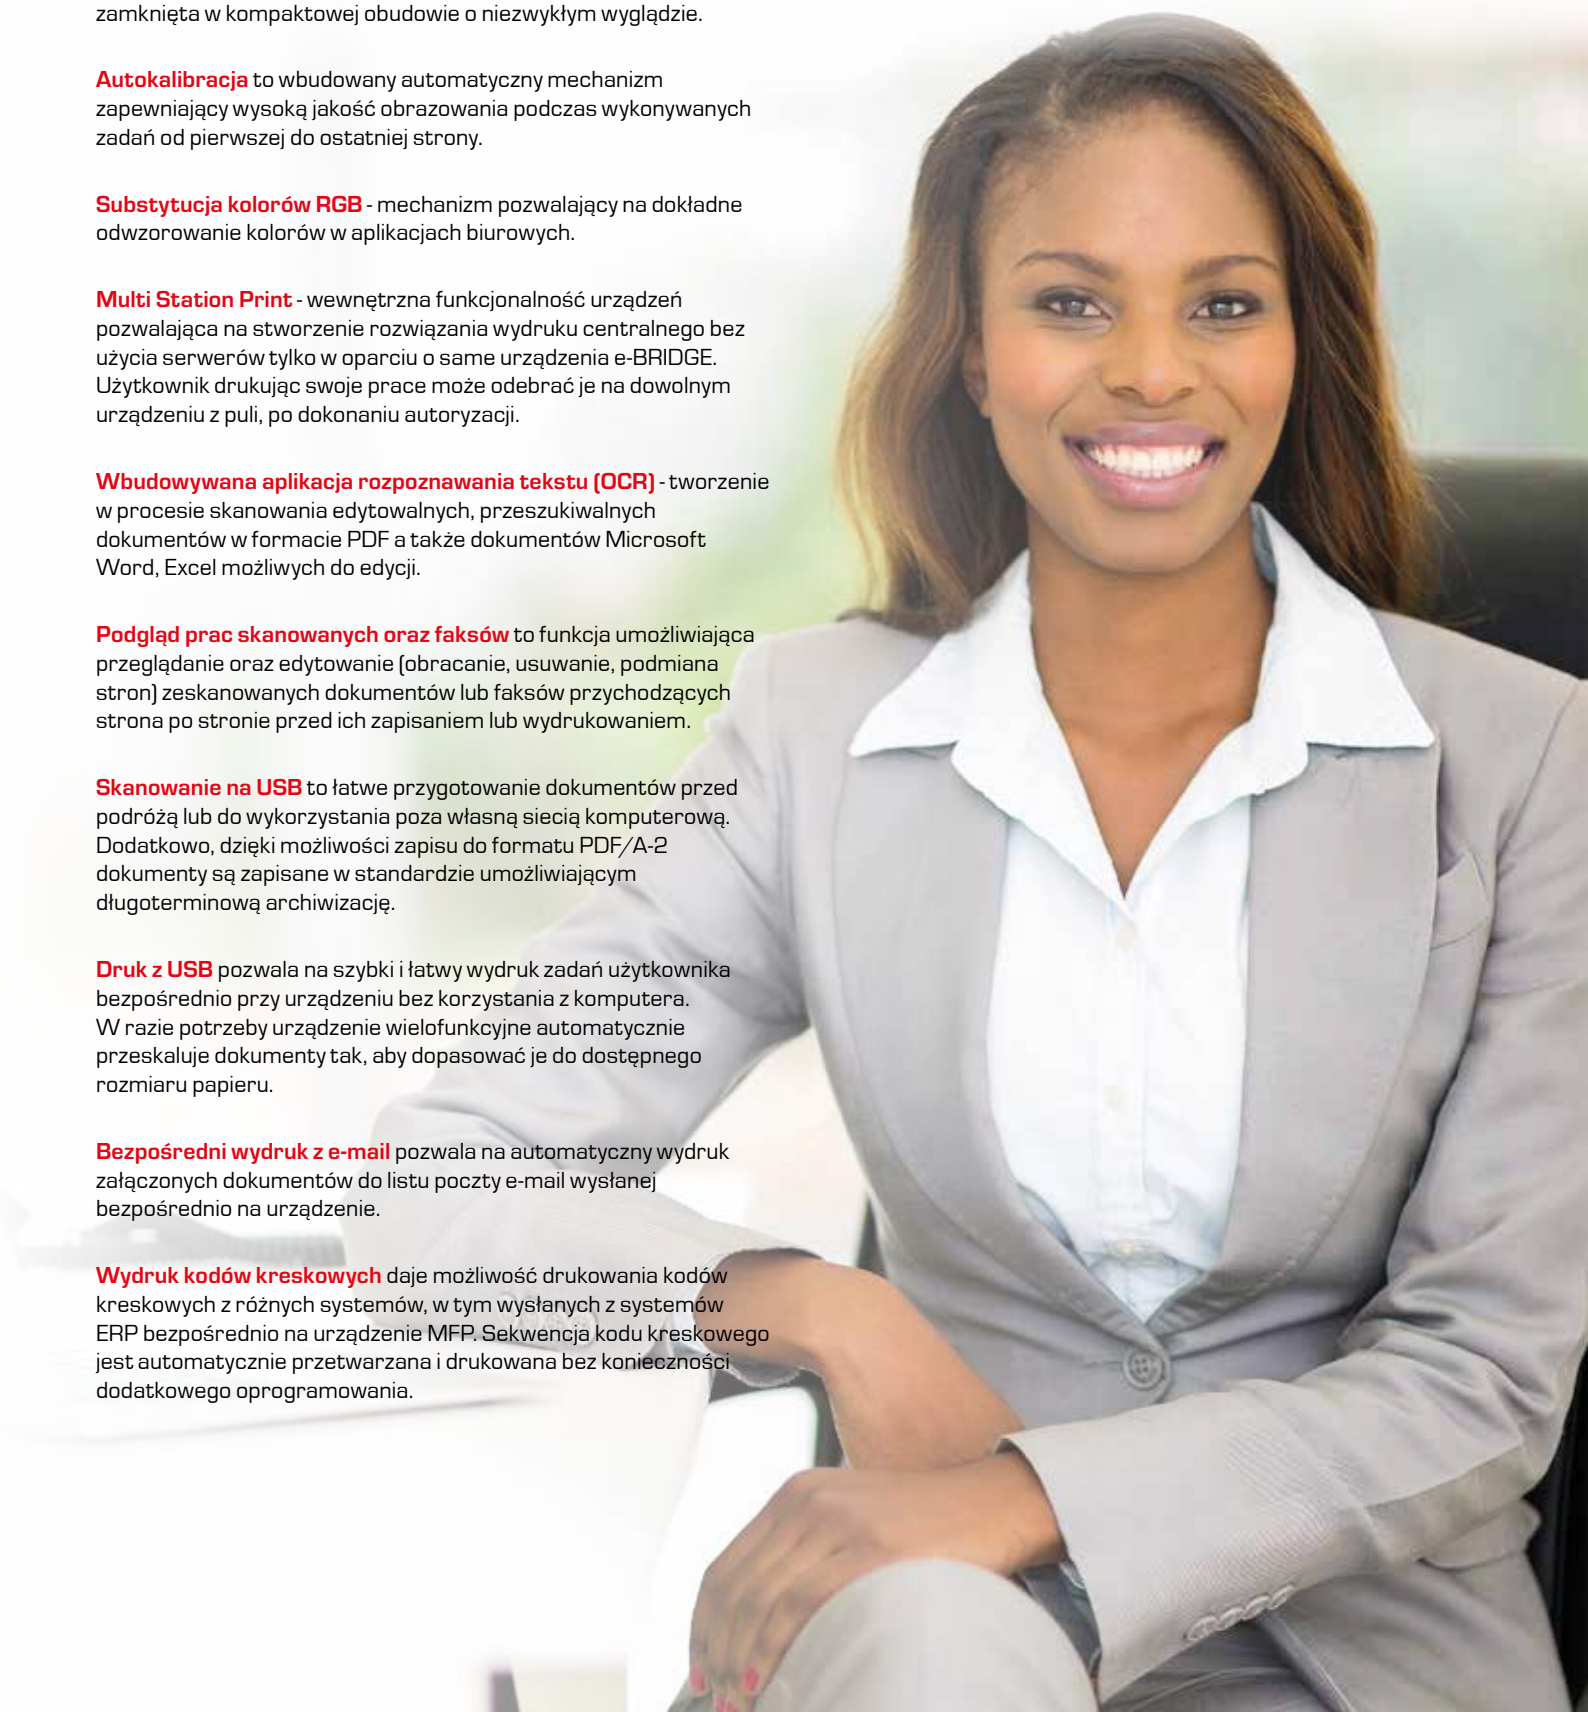 zamknięta w kompaktowej obudowie o niezwykłym wyglądzie.
Autokalibracja to wbudowany automatyczny mechanizm
zapewniający wysoką jakość obrazowania podczas wykonywanych
zadań od pierwszej do ostatniej strony.
Substytucja kolorów RGB - mechanizm pozwalający na dokładne
odwzorowanie kolorów w aplikacjach biurowych.
Multi Station Print - wewnętrzna funkcjonalność urządzeń
pozwalająca na stworzenie rozwiązania wydruku centralnego bez
użycia serwerów tylko w oparciu o same urządzenia e-BRIDGE.
Użytkownik drukując swoje prace może odebrać je na dowolnym
urządzeniu z puli, po dokonaniu autoryzacji.
Wbudowywana aplikacja rozpoznawania tekstu (OCR) - tworzenie
w procesie skanowania edytowalnych, przeszukiwalnych
dokumentów w formacie PDF a także dokumentów Microsoft
Word, Excel możliwych do edycji.
Podgląd prac skanowanych oraz faksów to funkcja umożliwiająca
przeglądanie oraz edytowanie (obracanie, usuwanie, podmiana
stron) zeskanowanych dokumentów lub faksów przychodzących
strona po stronie przed ich zapisaniem lub wydrukowaniem.
Skanowanie na USB to łatwe przygotowanie dokumentów przed
podróżą lub do wykorzystania poza własną siecią komputerową.
Dodatkowo, dzięki możliwości zapisu do formatu PDF/A-2
dokumenty są zapisane w standardzie umożliwiającym
długoterminową archiwizację.
Druk z USB pozwala na szybki i łatwy wydruk zadań użytkownika
bezpośrednio przy urządzeniu bez korzystania z komputera.
W razie potrzeby urządzenie wielofunkcyjne automatycznie
przeskaluje dokumenty tak, aby dopasować je do dostępnego
rozmiaru papieru.
Bezpośredni wydruk z e-mail pozwala na automatyczny wydruk
załączonych dokumentów do listu poczty e-mail wysłanej
bezpośrednio na urządzenie.
Wydruk kodów kreskowych daje możliwość drukowania kodów
kreskowych z różnych systemów, w tym wysłanych z systemów
ERP bezpośrednio na urządzenie MFP. Sekwencja kodu kreskowego
jest automatycznie przetwarzana i drukowana bez konieczności
dodatkowego oprogramowania.